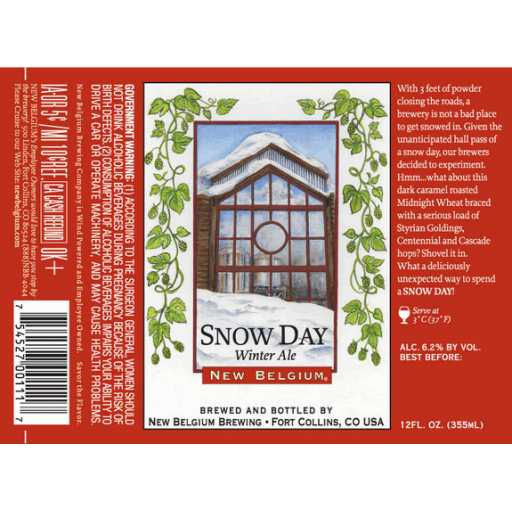 IA-OR 5¢/MI 10¢REF CA CASH REFUND OK+
NEW BELGIUM's Employee Owners would love to have you stop by
the brewery! 500 Linden, Fort Collins, CO 80524 (888)NBB-4044
Please Cruise to our Web Site: newbelgium.com
New Belgium Brewing Company is Wind Powered and Employee Owned. Savor the Flavor.
GOVERNMENT WARNING: (1) ACCORDING TO THE SURGEON GENERAL, WOMEN SHOULD
NOT DRINK ALCOHOLIC BEVERAGES DURING PREGNANCY BECAUSE OF THE RISK OF
BIRTH DEFECTS. (2) CONSUMPTION OF ALCOHOLIC BEVERAGES IMPAIRS YOUR ABILITY TO
DRIVE A CAR OR OPERATE MACHINERY, AND MAY CAUSE HEALTH PROBLEMS.
7 54527 00011 7
SNOW DAY
Winter Ale
NEW BELGIUM®
BREWED AND BOTTLED BY
NEW BELGIUM BREWING • FORT COLLINS, CO USA
With 3 feet of powder
closing the roads, a
brewery is not a bad place
to get snowed in. Given the
unanticipated hall pass of
a snow day, our brewers
decided to experiment.
Hmm...what about this
dark caramel roasted
Midnight Wheat braced
with a serious load of
Styrian Goldings,
Centennial and Cascade
hops? Shovel it in.
What a deliciously
unexpected way to spend
a SNOW DAY!
Serve at
3°C (37°F)
ALC. 6.2% BY VOL.
BEST BEFORE:
12FL. OZ. (355ML)